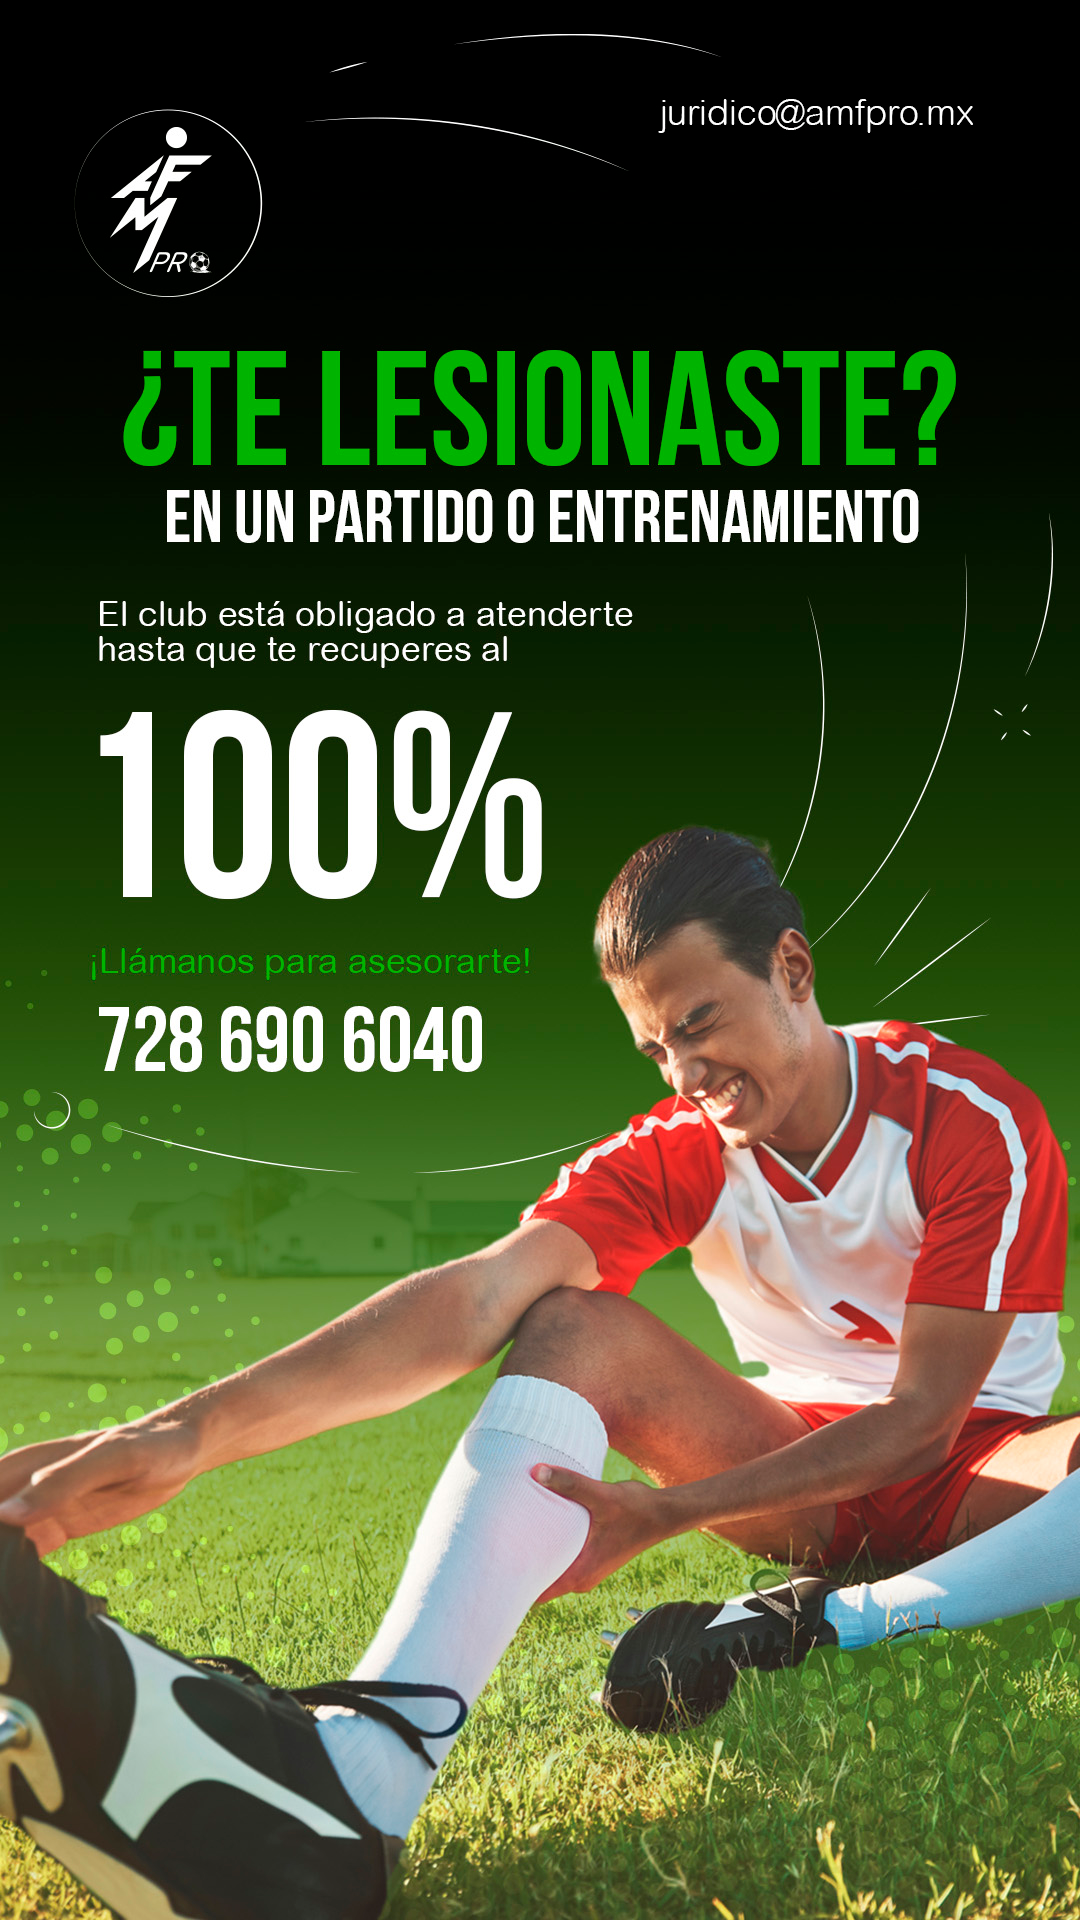 juridico@amfpro.mx
AFM
PRO
¿TE LESIONASTE?
EN UN PARTIDO O ENTRENAMIENTO
El club está obligado a atenderte
hasta que te recuperes al
100%
¡Llámanos para asesorarte!
728 690 6040